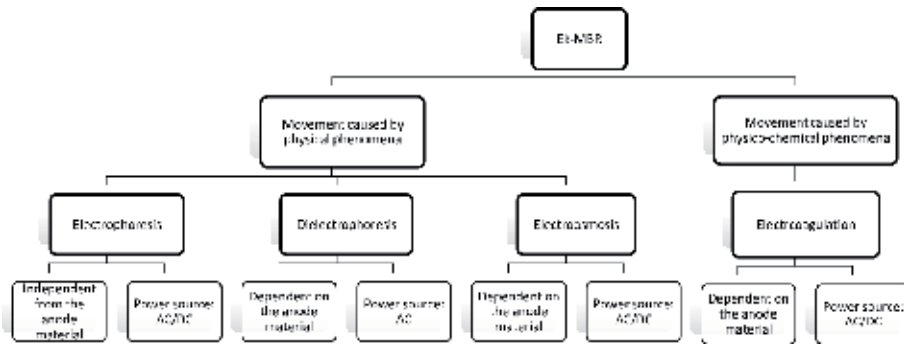 EK-MBR
Movement caused by
physical phenomena
Movement caused by
physico-chemical phenomena
Electrophoresis
Dielectrophoresis
Electroosmosis
Electrcoagulation
Independent
from the
anode
material
Power source:
AC/DC
Dependent on
the anode
material
Power source:
AC
Dependent on
the anode
material
Power source:
AC/DC
Dependent on
the anode
material
Power source:
AC/DC